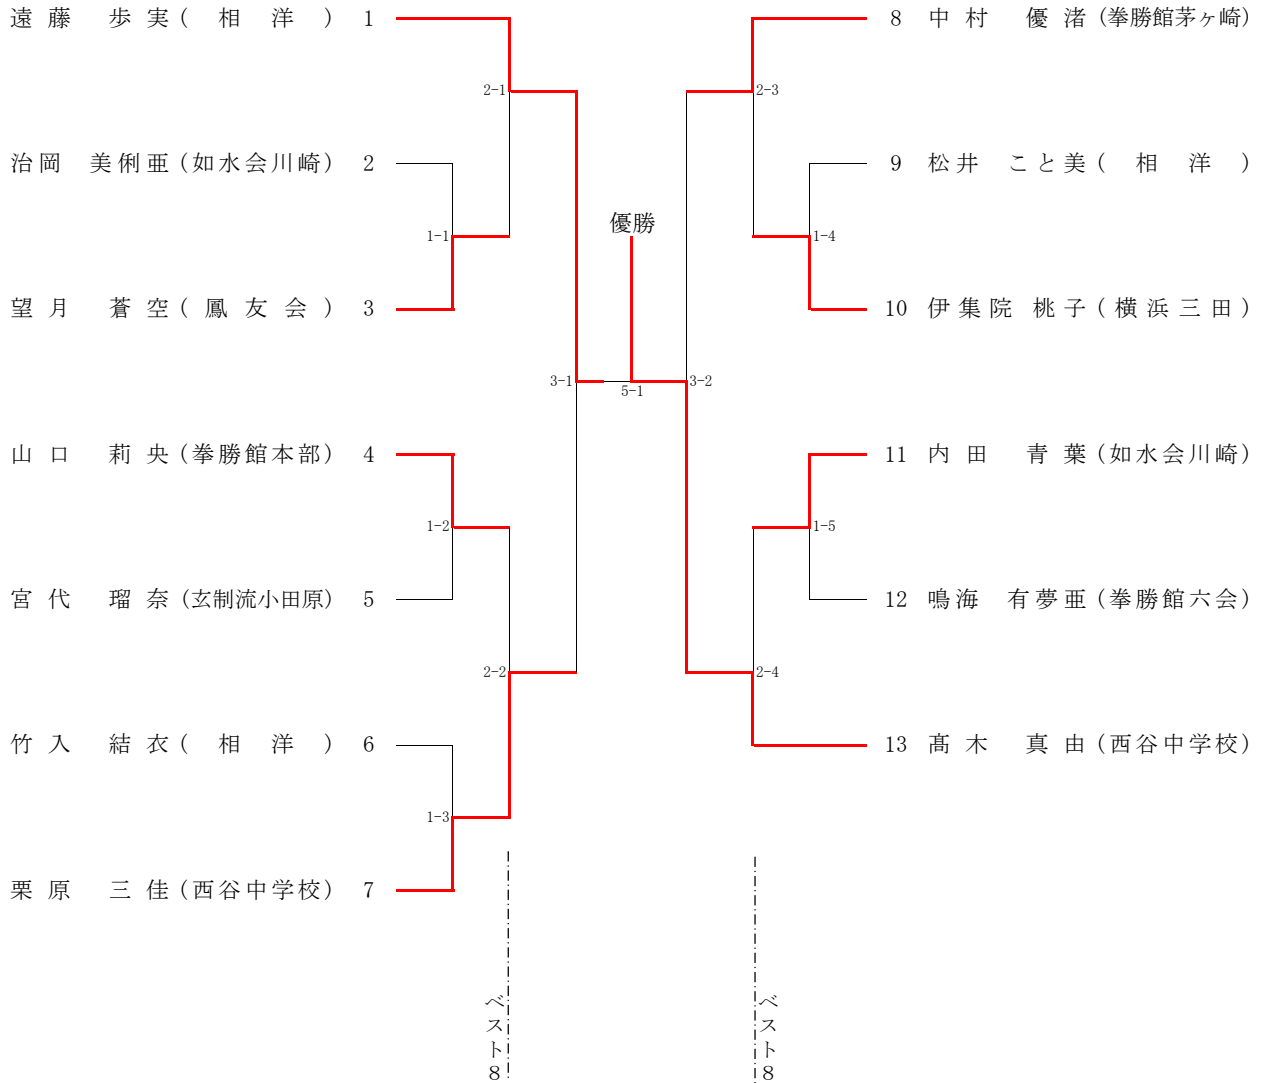 遠藤 歩実(相洋) 1
治岡 美俐亜(如水会川崎) 2
望月 蒼空(鳳友会) 3
山口 莉央(拳勝館本部) 4
宮代 瑠奈(玄制流小田原) 5
竹入 結衣(相洋) 6
栗原 三佳(西谷中学校) 7
2-1
1-1
3-1
1-2
2-2
1-3
優勝
5-1
2-3
1-4
3-2
1-5
2-4
8 中村 優渚(拳勝館茅ヶ崎)
9 松井 こと美(相洋)
10 伊集院 桃子(横浜三田)
11 内田 青葉(如水会川崎)
12 鳴海 有夢亜(拳勝館六会)
13 髙木 真由(西谷中学校)
ベスト8
ベスト8